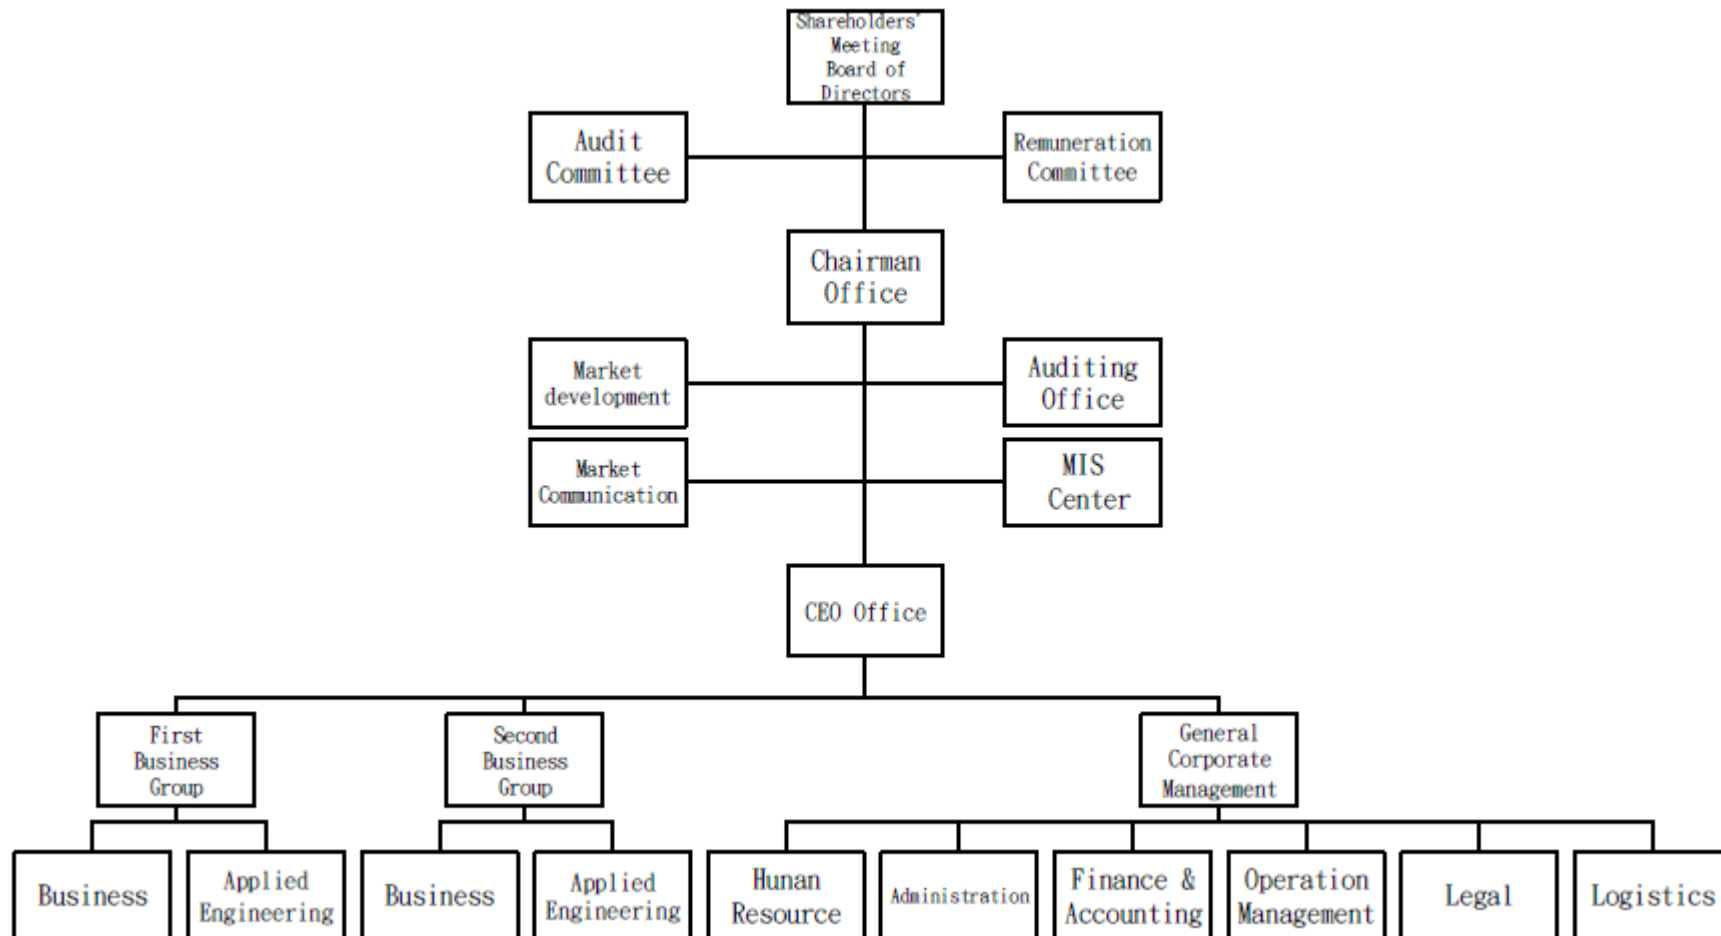 Shareholders'
Meeting
Board of
Directors
Audit
Committee
Remuneration
Committee
Chairman
Office
Market
development
Auditing
Office
Market
Communication
MIS
Center
CEO Office
First
Business
Group
Second
Business
Group
General
Corporate
Management
Business
Applied
Engineering
Business
Applied
Engineering
Hunan
Resource
Administration
Finance &
Accounting
Operation
Management
Legal
Logistics